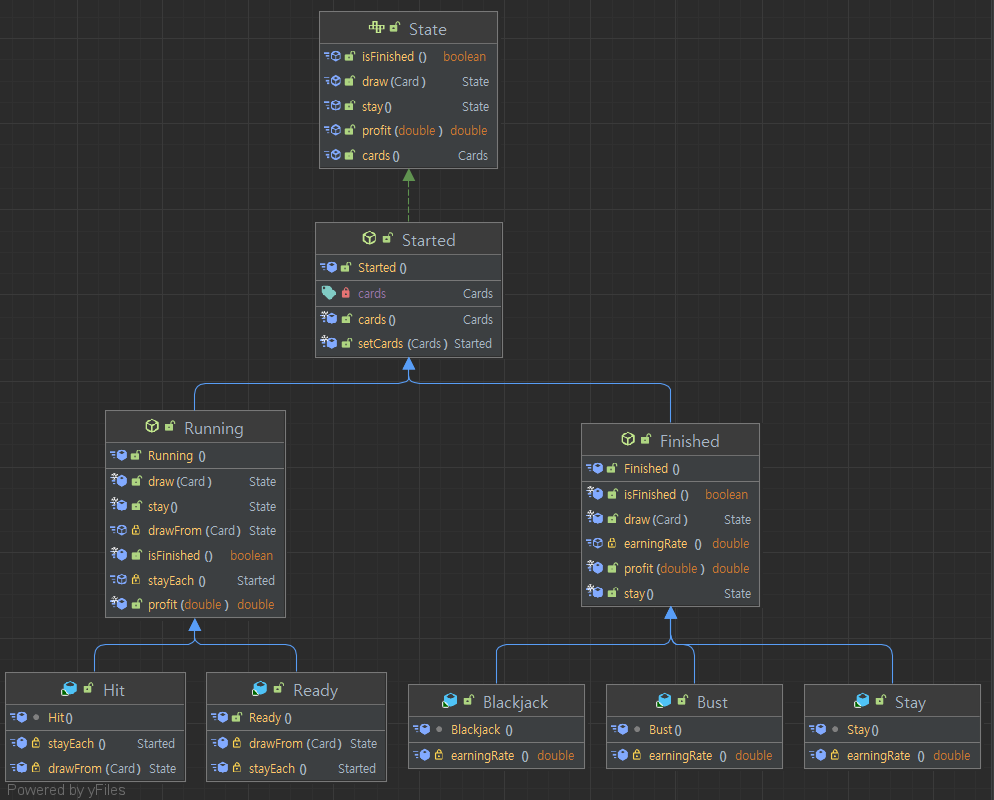 State
isFinished () boolean
draw (Card ) State
stay () State
profit (double ) double
cards () Cards
Started
Started ()
cards Cards
cards () Cards
setCards (Cards ) Started
Running
Running ()
draw (Card ) State
stay () State
drawFrom (Card) State
isFinished () boolean
stayEach () Started
profit (double ) double
Finished
Finished ()
isFinished () boolean
draw (Card ) State
earningRate () double
profit (double ) double
stay() State
Hit
Hit()
stayEach () Started
drawFrom (Card) State
Ready
Ready ()
drawFrom (Card) State
stayEach () Started
Blackjack
Blackjack ()
earningRate () double
Bust
Bust()
earningRate () double
Stay
Stay()
earningRate () double
Powered by yFiles